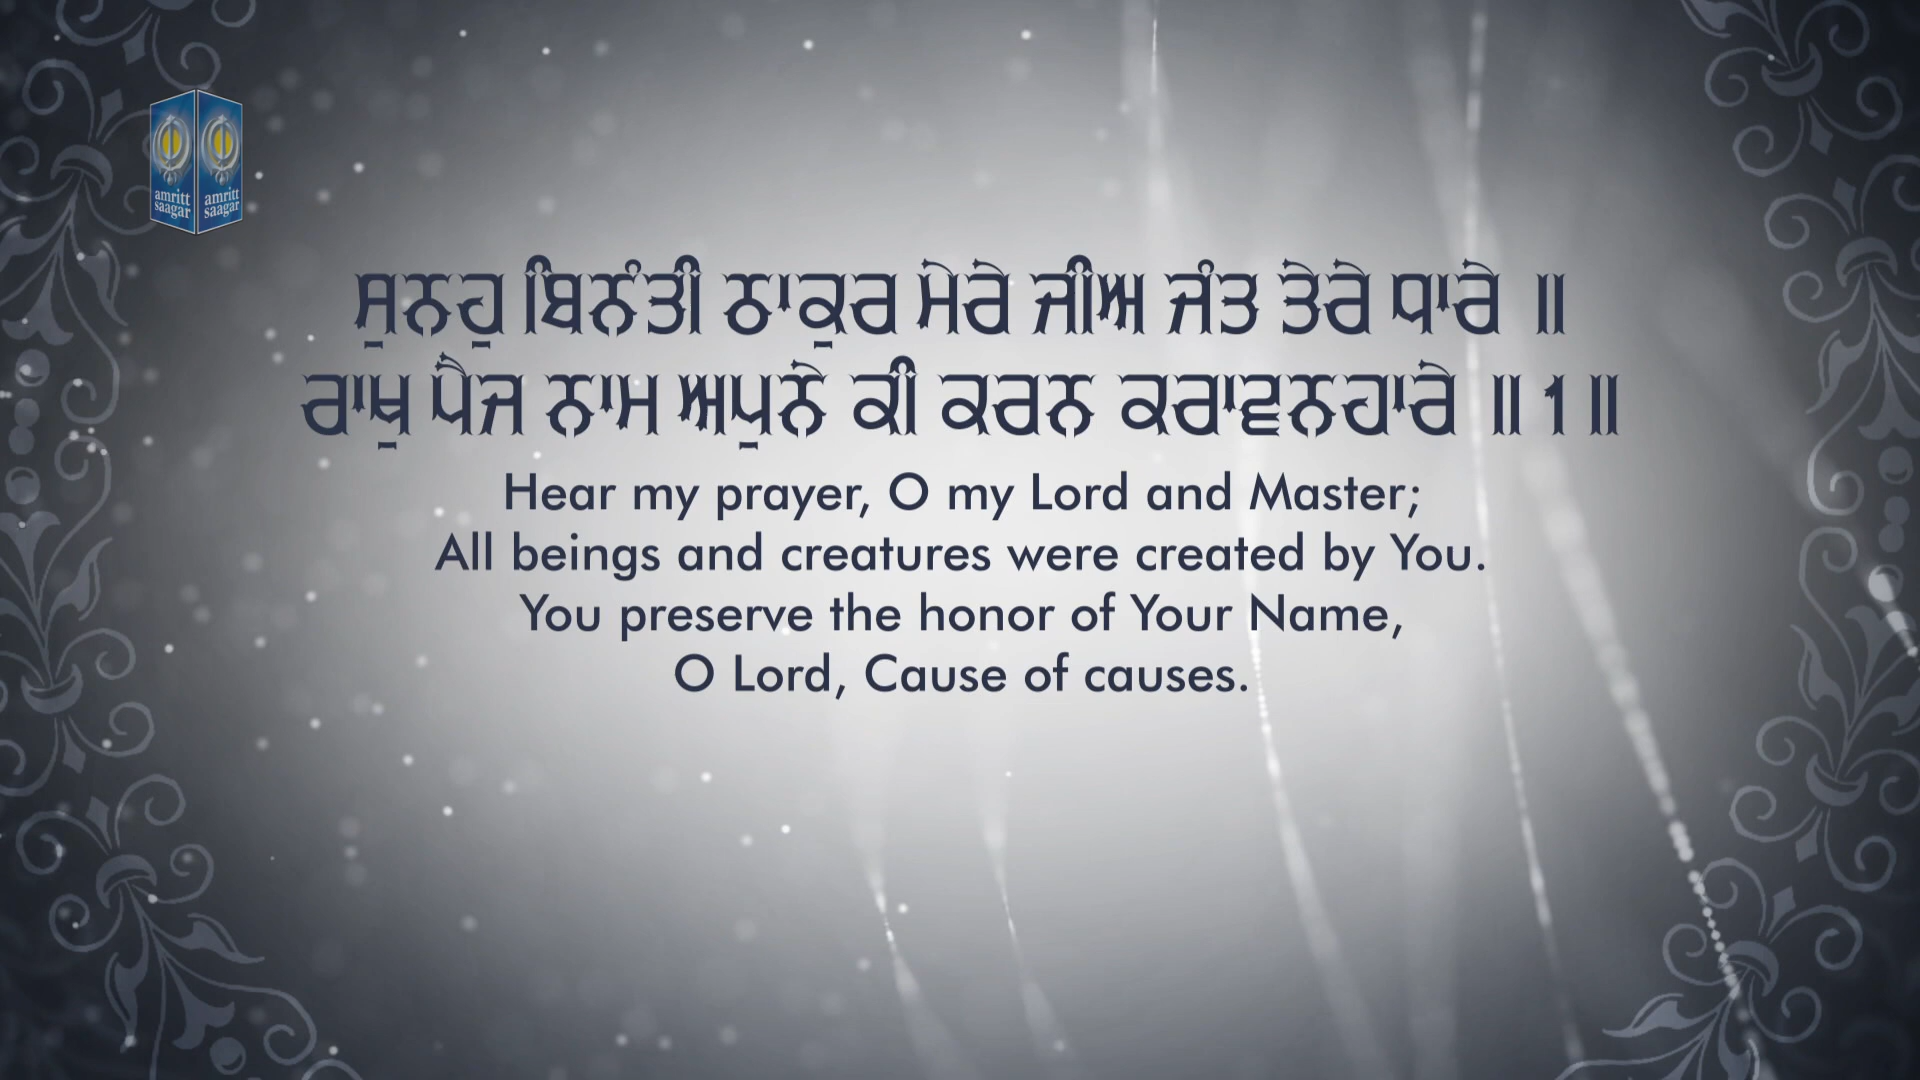 amritt
saagar
amritt
saagar
ਸੁਨਹੁ ਬਿਨੰਤੀ ਠਾਕੁਰ ਮੇਰੇ ਜੀਅ ਜੰਤ ਤੇਰੇ ਧਾਰੇ ॥
ਰਾਖੁ ਪੈਜ ਨਾਮ ਅਪੁਨੇ ਕੀ ਕਰਨ ਕਰਾਵਨਹਾਰੇ ॥ 1 ॥
Hear my prayer, O my Lord and Master;
All beings and creatures were created by You.
You preserve the honor of Your Name,
O Lord, Cause of causes.